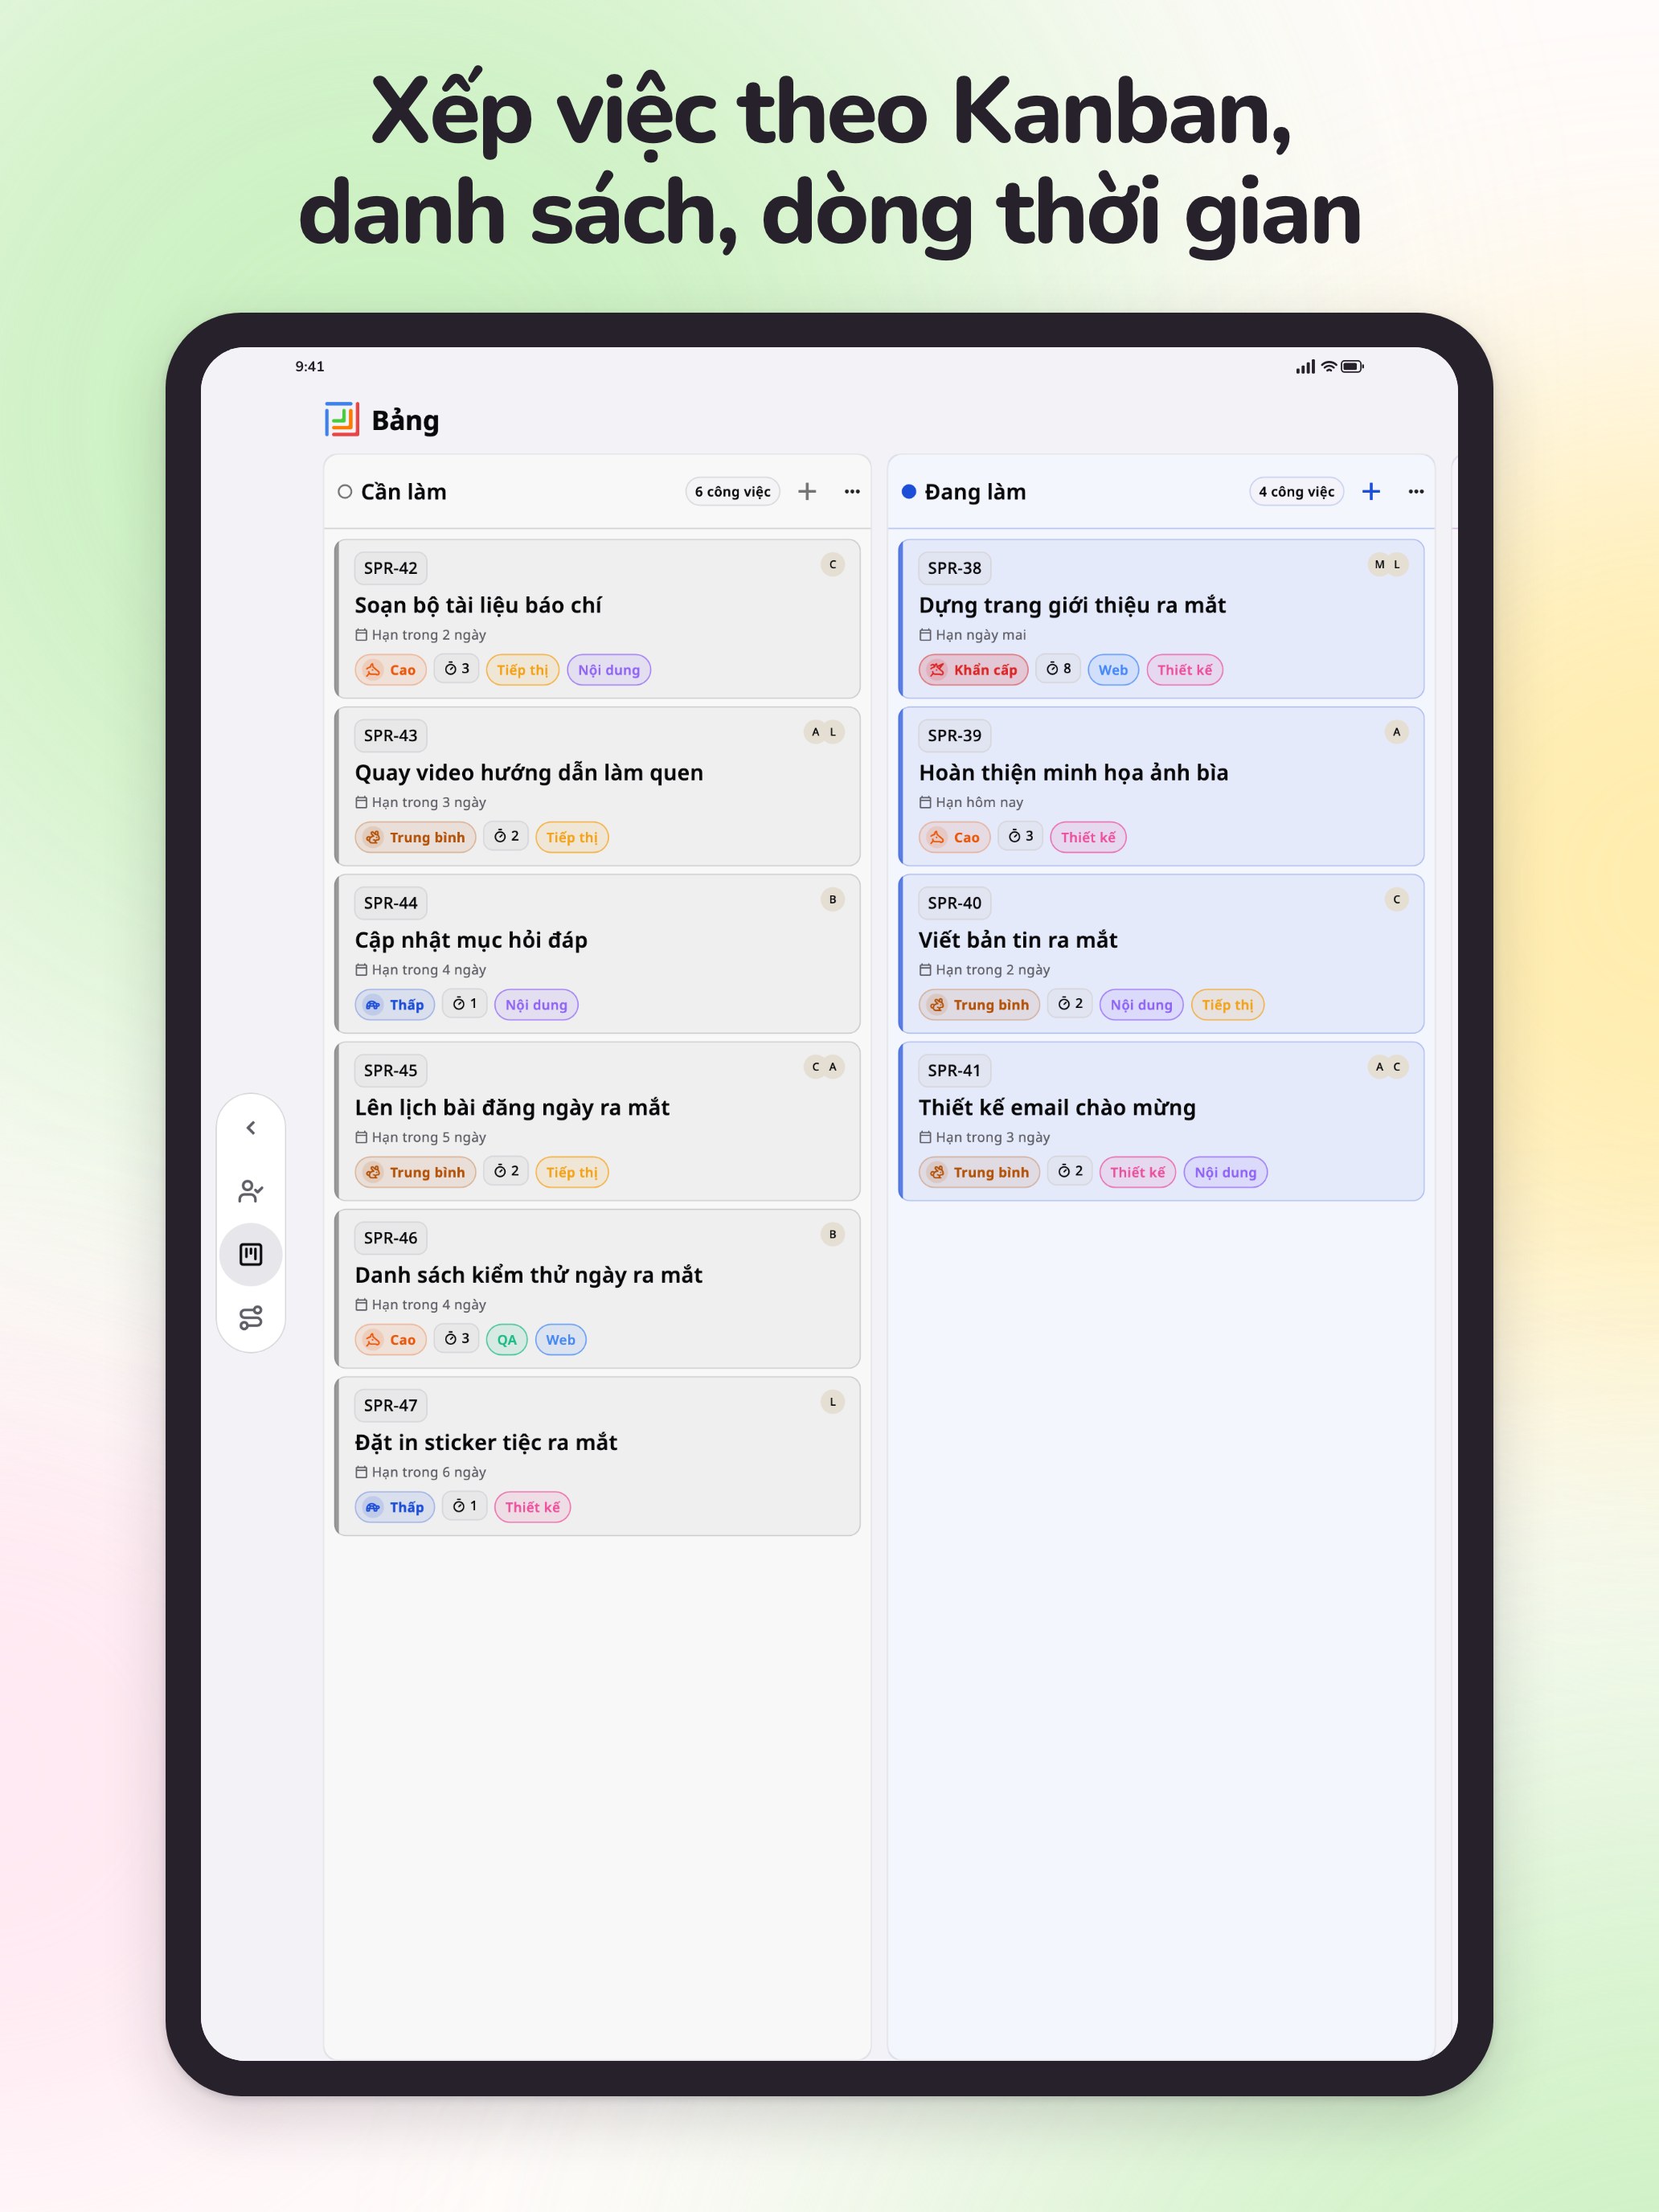 Xếp việc theo Kanban,
danh sách, dòng thời gian
9:41
Bảng
Cần làm
6 công việc
SPR-42
C
Soạn bộ tài liệu báo chí
Hạn trong 2 ngày
Cao
3
Tiếp thị
Nội dung
SPR-43
A L
Quay video hướng dẫn làm quen
Hạn trong 3 ngày
Trung bình
2
Tiếp thị
SPR-44
B
Cập nhật mục hỏi đáp
Hạn trong 4 ngày
Thấp
1
Nội dung
SPR-45
C A
Lên lịch bài đăng ngày ra mắt
Hạn trong 5 ngày
Trung bình
2
Tiếp thị
SPR-46
B
Danh sách kiểm thử ngày ra mắt
Hạn trong 4 ngày
Cao
3
QA
Web
SPR-47
L
Đặt in sticker tiệc ra mắt
Hạn trong 6 ngày
Thấp
1
Thiết kế
Đang làm
4 công việc
SPR-38
M L
Dựng trang giới thiệu ra mắt
Hạn ngày mai
Khẩn cấp
8
Web
Thiết kế
SPR-39
A
Hoàn thiện minh họa ảnh bìa
Hạn hôm nay
Cao
3
Thiết kế
SPR-40
C
Viết bản tin ra mắt
Hạn trong 2 ngày
Trung bình
2
Nội dung
Tiếp thị
SPR-41
A C
Thiết kế email chào mừng
Hạn trong 3 ngày
Trung bình
2
Thiết kế
Nội dung